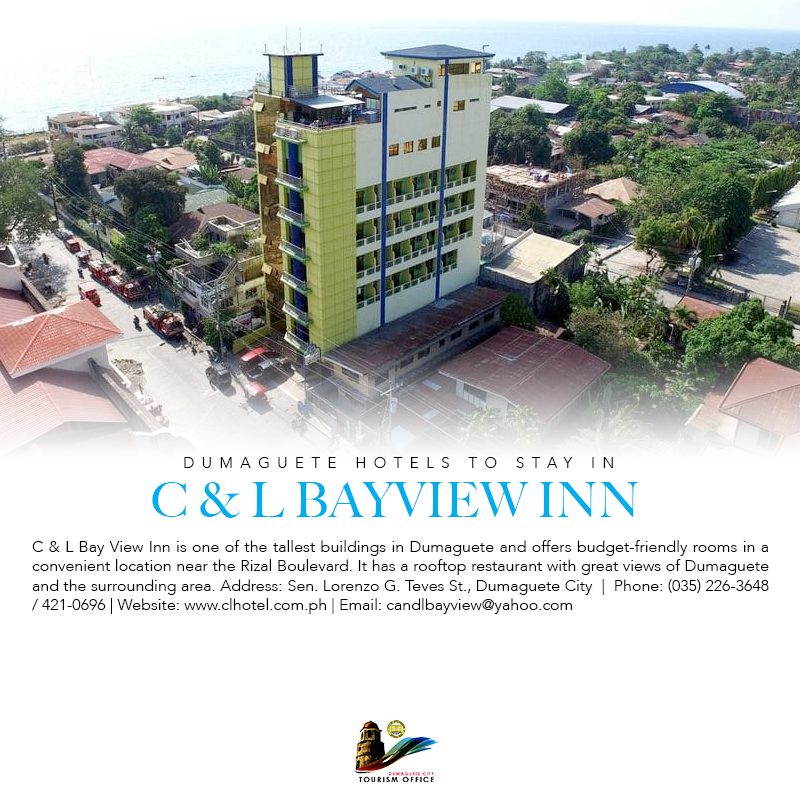 DUMAGUETE HOTELS TO STAY IN
C & L BAYVIEW INN
C & L Bay View Inn is one of the tallest buildings in Dumaguete and offers budget-friendly rooms in a
convenient location near the Rizal Boulevard. It has a rooftop restaurant with great views of Dumaguete
and the surrounding area. Address: Sen. Lorenzo G. Teves St., Dumaguete City | Phone: (035) 226-3648
/ 421-0696 | Website: www.clhotel.com.ph | Email: candlbayview@yahoo.com
DUMAGUETE CITY
TOURISM OFFICE